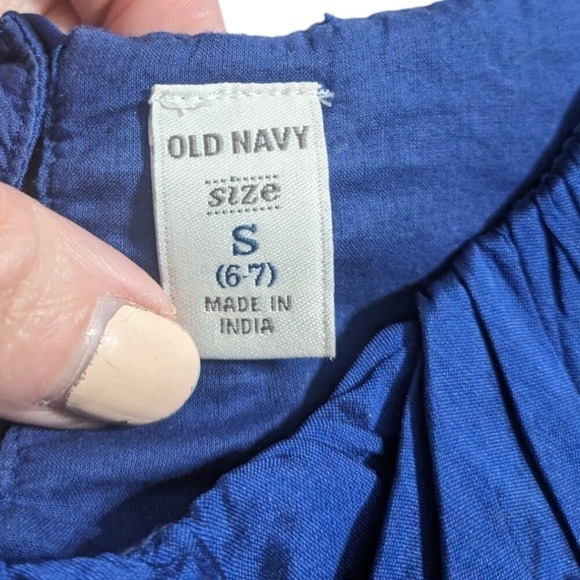 OLD NAVY
size
S
(6-7)
MADE IN
INDIA